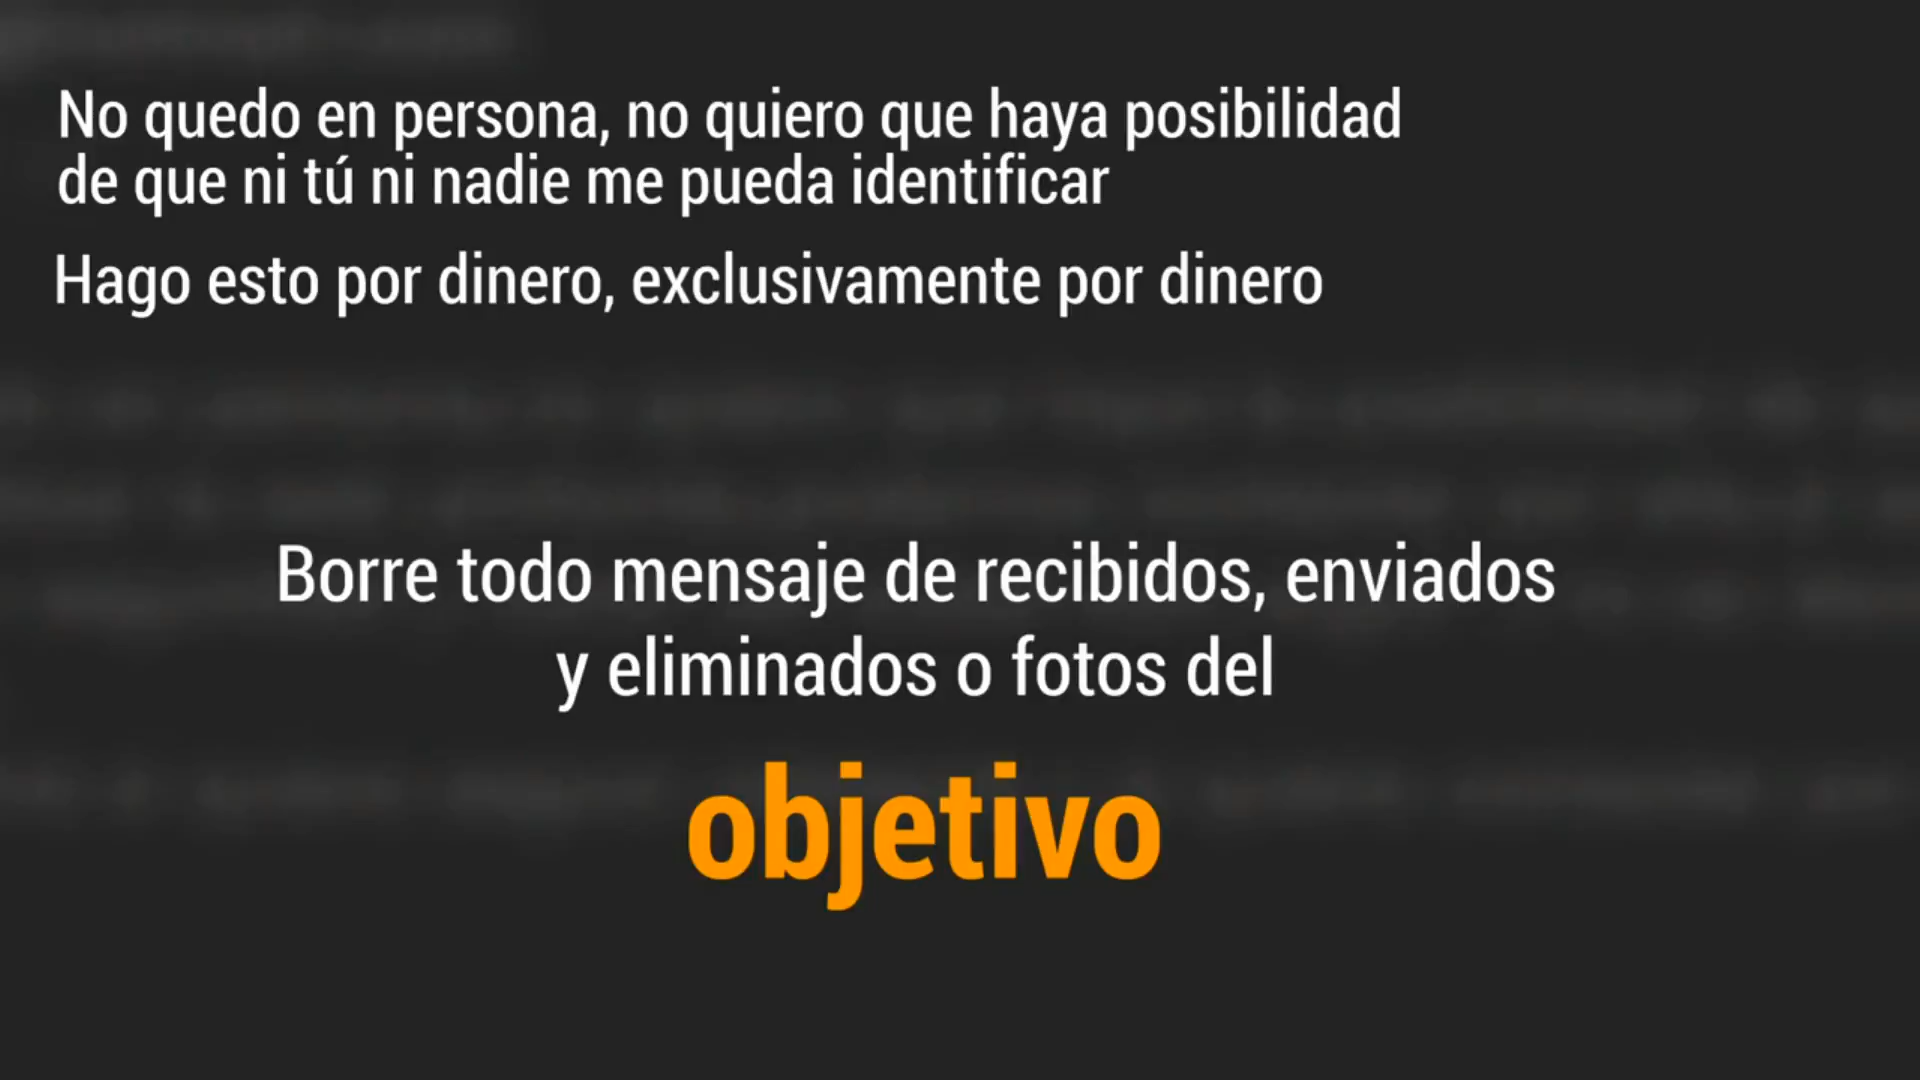 No quedo en persona, no quiero que haya posibilidad
de que ni tú ni nadie me pueda identificar
Hago esto por dinero, exclusivamente por dinero
Borre todo mensaje de recibidos, enviados
y eliminados o fotos del
objetivo